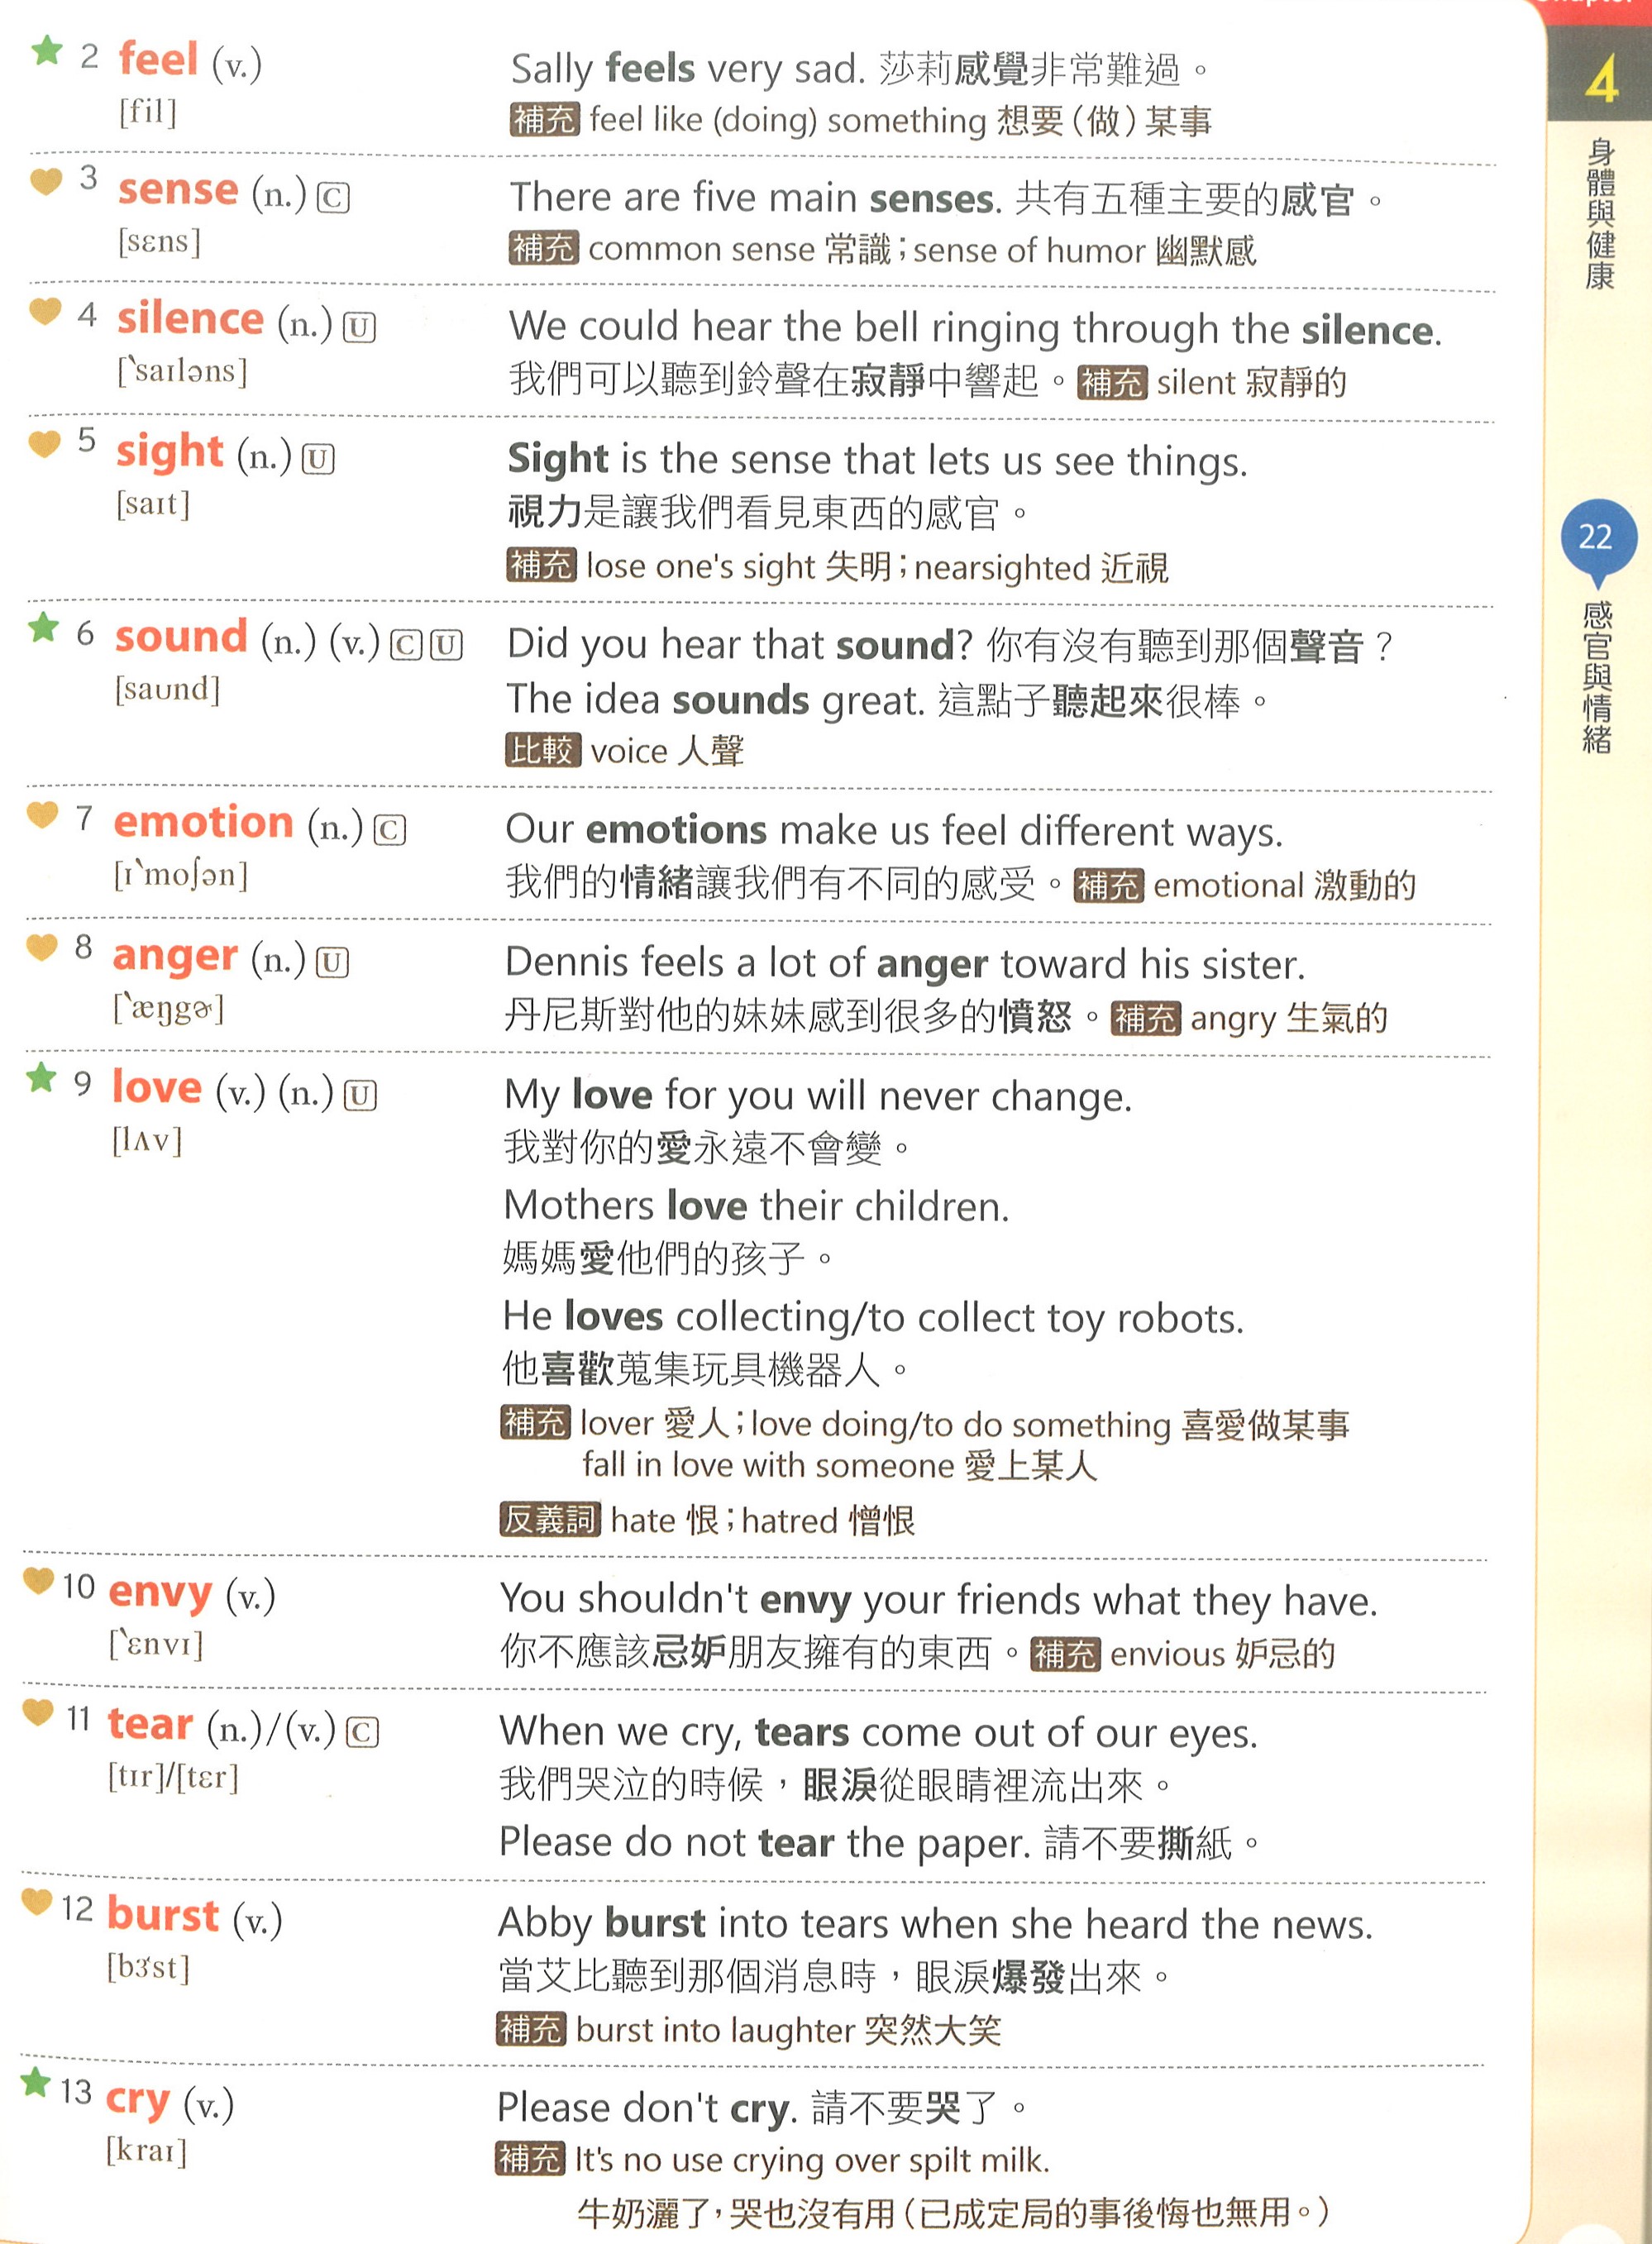 2 feel (v.)
[fil]
Sally feels very sad. 莎莉感覺非常難過。
補充 feel like (doing) something 想要(做)某事
3 sense (n.) C
[sɛns]
There are five main senses. 共有五種主要的感官。
補充 common sense 常識；sense of humor 幽默感
4 silence (n.) U
[ˋsaɪləns]
We could hear the bell ringing through the silence.
我們可以聽到鈴聲在寂靜中響起。補充 silent 寂靜的
5 sight (n.) U
[saɪt]
Sight is the sense that lets us see things.
視力是讓我們看見東西的感官。
補充 lose one's sight 失明；nearsighted 近視
6 sound (n.) (v.) C U
[saʊnd]
Did you hear that sound? 你有沒有聽到那個聲音？
The idea sounds great. 這點子聽起來很棒。
比較 voice 人聲
7 emotion (n.) C
[ɪˋmoʃən]
Our emotions make us feel different ways.
我們的情緒讓我們有不同的感受。補充 emotional 激動的
8 anger (n.) U
[ˋæŋgɚ]
Dennis feels a lot of anger toward his sister.
丹尼斯對他的妹妹感到很多的憤怒。補充 angry 生氣的
9 love (v.) (n.) U
[lʌv]
My love for you will never change.
我對你的愛永遠不會變。
Mothers love their children.
媽媽愛他們的孩子。
He loves collecting/to collect toy robots.
他喜歡蒐集玩具機器人。
補充 lover 愛人；love doing/to do something 喜愛做某事
fall in love with someone 愛上某人
反義詞 hate 恨；hatred 憎恨
10 envy (v.)
[ˋɛnvɪ]
You shouldn't envy your friends what they have.
你不應該忌妒朋友擁有的東西。補充 envious 妒忌的
11 tear (n.)/(v.) C
[tɪr]/[tɛr]
When we cry, tears come out of our eyes.
我們哭泣的時候，眼淚從眼睛裡流出來。
Please do not tear the paper. 請不要撕紙。
12 burst (v.)
[bɝst]
Abby burst into tears when she heard the news.
當艾比聽到那個消息時，眼淚爆發出來。
補充 burst into laughter 突然大笑
13 cry (v.)
[kraɪ]
Please don't cry. 請不要哭了。
補充 It's no use crying over spilt milk.
牛奶灑了，哭也沒有用(已成定局的事後悔也無用。)
Chapter
4
身體與健康
22
感官與情緒